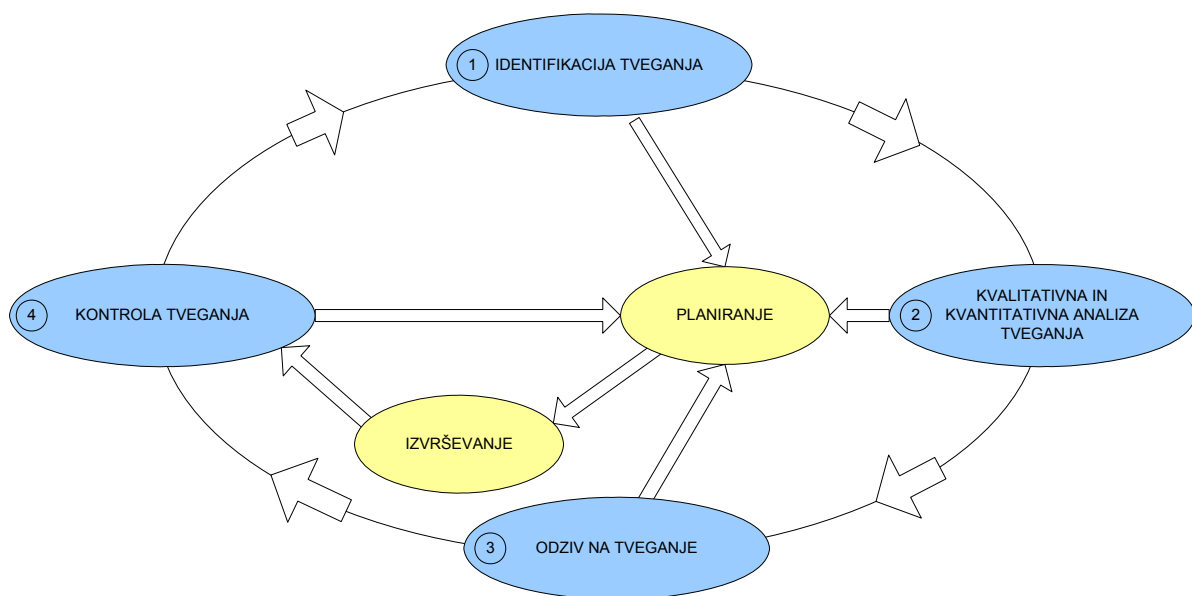 1 IDENTIFIKACIJA TVEGANJA
KVALITATIVNA IN
2 KVANTITATIVNA ANALIZA
TVEGANJA
4 KONTROLA TVEGANJA
PLANIRANJE
IZVRŠEVANJE
3 ODZIV NA TVEGANJE